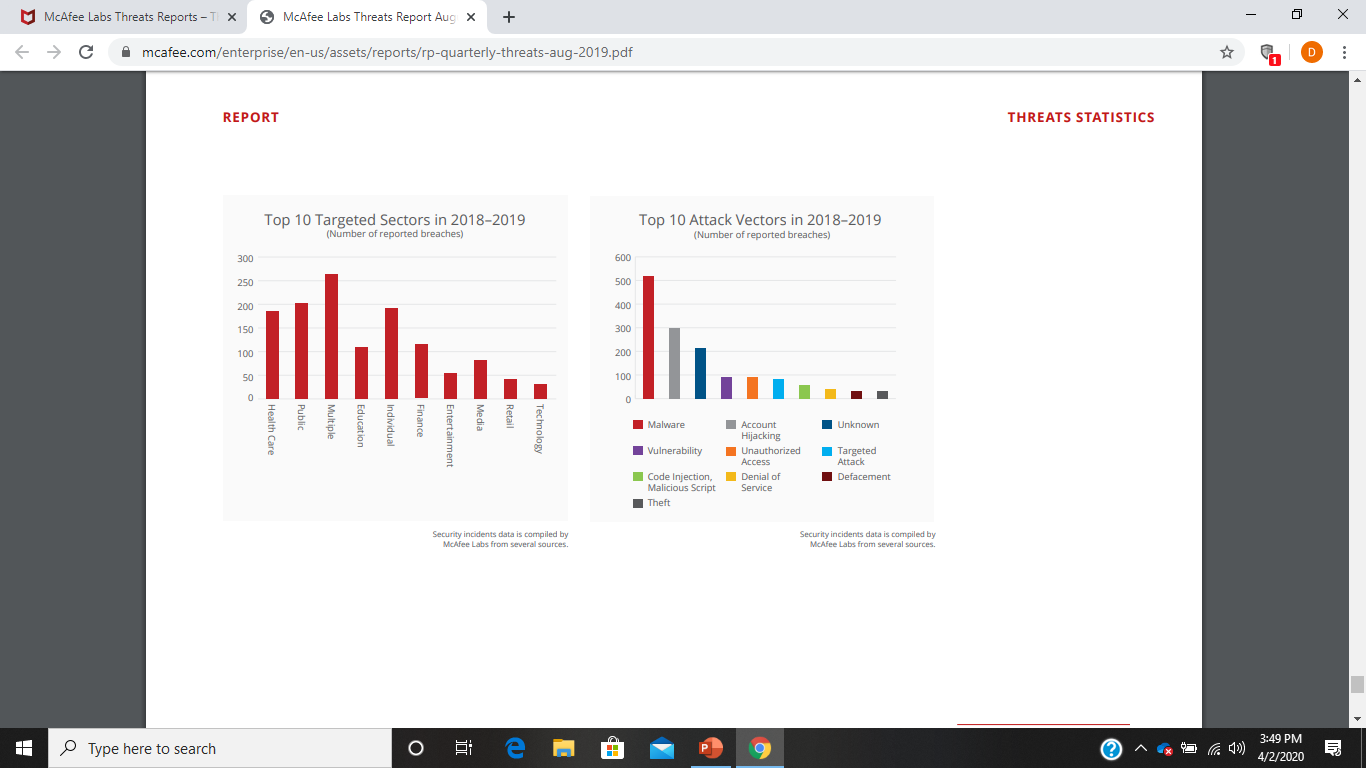 McAfee Labs Threats Reports – T
McAfee Labs Threats Report Aug
mcafee.com/enterprise/en-us/assets/reports/rp-quarterly-threats-aug-2019.pdf
1
D
REPORT
THREATS STATISTICS
Top 10 Targeted Sectors in 2018–2019
(Number of reported breaches)
300
250
200
150
100
50
0
Health Care
Public
Multiple
Education
Individual
Finance
Entertainment
Media
Retail
Technology
Security incidents data is compiled by
McAfee Labs from several sources.
Top 10 Attack Vectors in 2018–2019
(Number of reported breaches)
600
500
400
300
200
100
0
Malware
Account
Hijacking
Unknown
Vulnerability
Unauthorized
Access
Targeted
Attack
Code Injection,
Malicious Script
Denial of
Service
Defacement
Theft
Security incidents data is compiled by
McAfee Labs from several sources.
Type here to search
3:49 PM
4/2/2020